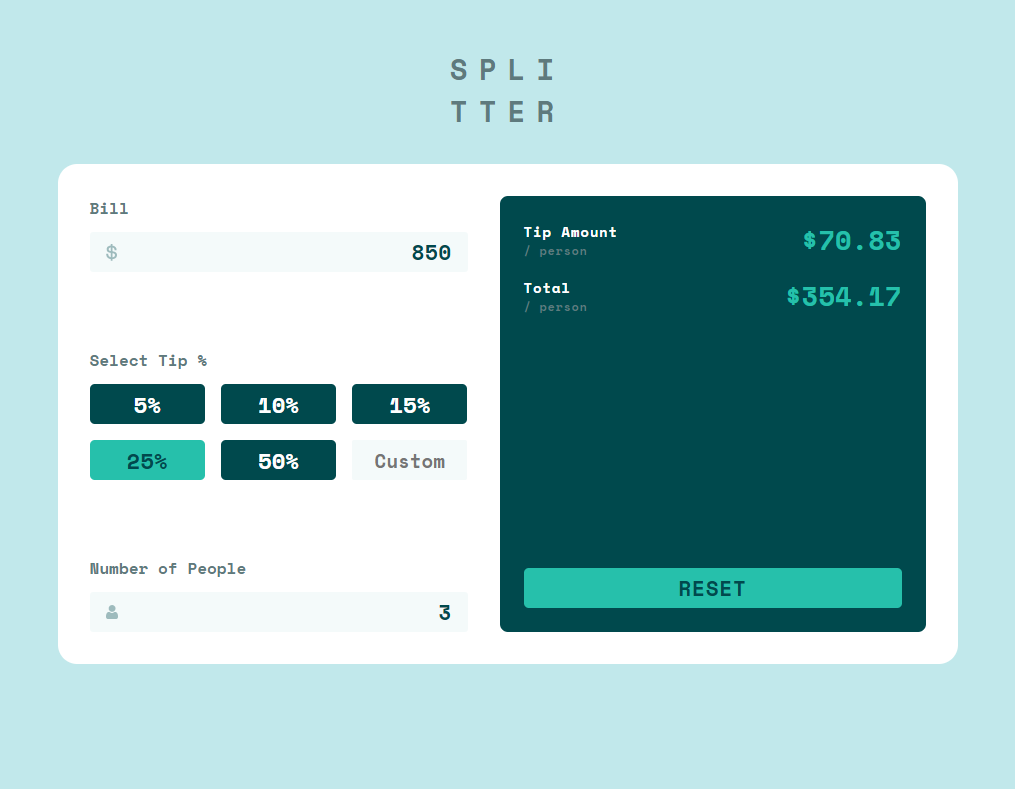 SPLI
TTER
Bill
$ 850
Select Tip %
5% 10% 15%
25% 50% Custom
Number of People
3
Tip Amount
/ person
$70.83
Total
/ person
$354.17
RESET